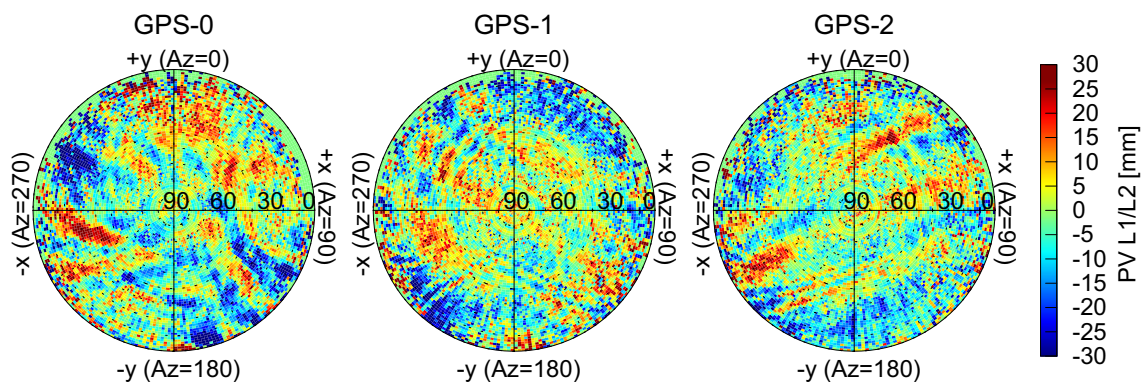 GPS-0 GPS-1 GPS-2
+y (Az=0) +y (Az=0) +y (Az=0)
-x (Az=270) 90 60 30 0 +x (Az=90)
-x (Az=270) 90 60 30 0 +x (Az=90)
-x (Az=270) 90 60 30 0 +x (Az=90)
-y (Az=180) -y (Az=180) -y (Az=180)
30
25
20
15
10
5
0
-5
-10
-15
-20
-25
-30
PV L1/L2 [mm]